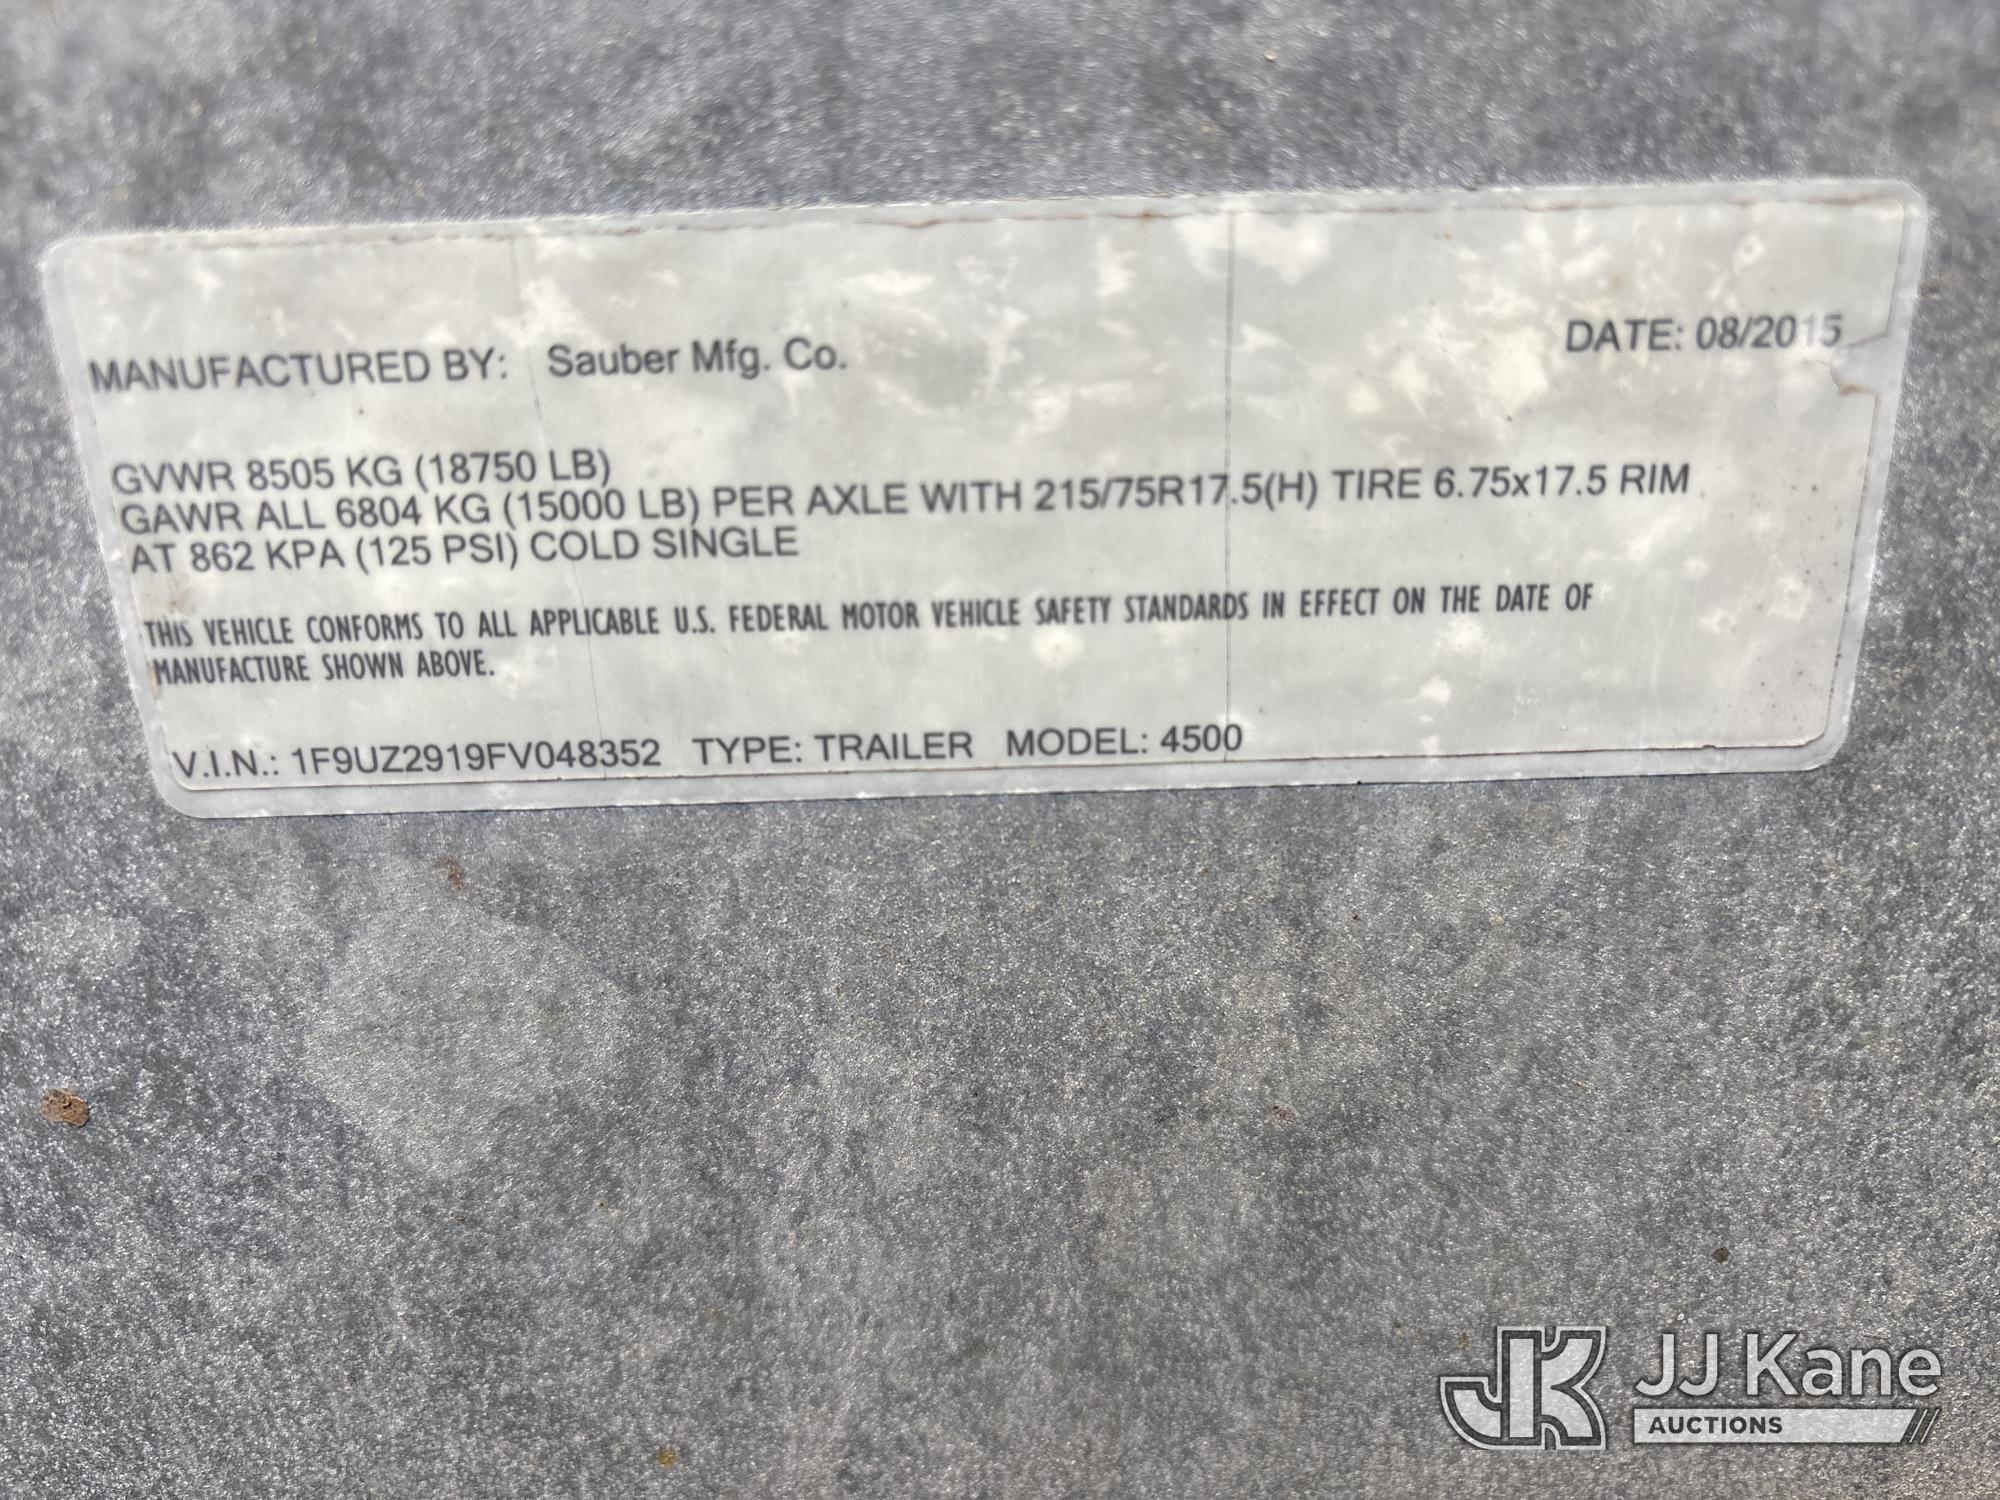 MANUFACTURED BY: Sauber Mfg. Co. DATE: 08/2015
GVWR 8505 KG (18750 LB)
GAWR ALL 6804 KG (15000 LB) PER AXLE WITH 215/75R17.5(H) TIRE 6.75x17.5 RIM
AT 862 KPA (125 PSI) COLD SINGLE
THIS VEHICLE CONFORMS TO ALL APPLICABLE U.S. FEDERAL MOTOR VEHICLE SAFETY STANDARDS IN EFFECT ON THE DATE OF
MANUFACTURE SHOWN ABOVE.
V.I.N.: 1F9UZ2919FV048352 TYPE: TRAILER MODEL: 4500
JK JJ Kane
AUCTIONS